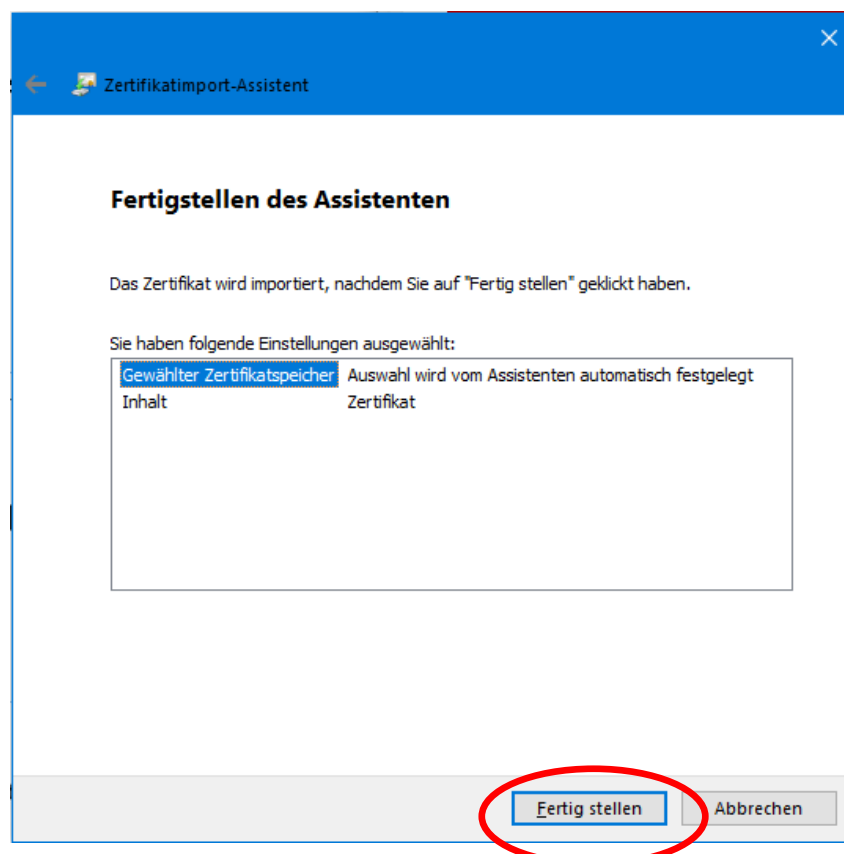 Zertifikatimport-Assistent
Fertigstellen des Assistenten
Das Zertifikat wird importiert, nachdem Sie auf "Fertig stellen" geklickt haben.
Sie haben folgende Einstellungen ausgewählt:
Gewählter Zertifikatspeicher Auswahl wird vom Assistenten automatisch festgelegt
Inhalt Zertifikat
Fertig stellen Abbrechen